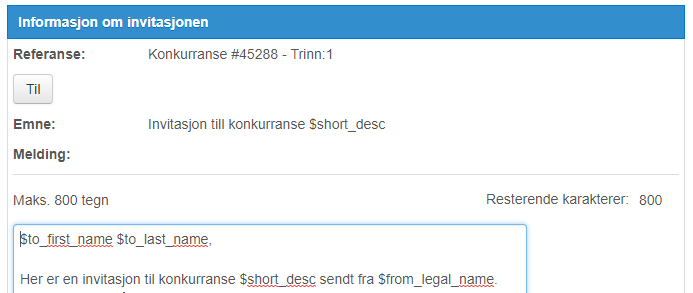 Informasjon om invitasjonen
Referanse: Konkurranse #45288 - Trinn:1
Til
Emne: Invitasjon till konkurranse $short_desc
Melding:
Maks. 800 tegn Resterende karakterer: 800
$to_first_name $to_last_name,
Her er en invitasjon til konkurranse $short_desc sendt fra $from_legal_name.